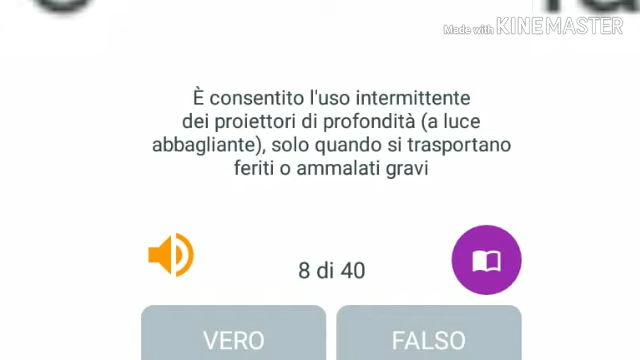 Made with KINEMASTER
È consentito l'uso intermittente
dei proiettori di profondità (a luce
abbagliante), solo quando si trasportano
feriti o ammalati gravi
8 di 40
VERO
FALSO